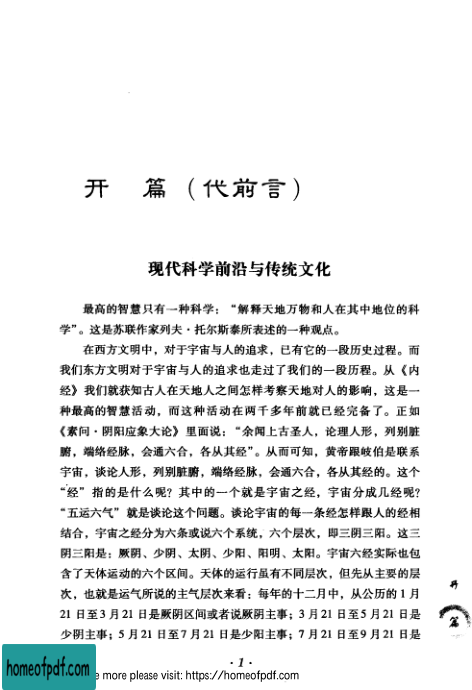 开 篇（代前言）
现代科学前沿与传统文化
最高的智慧只有一种科学：“解释天地万物和人在其中地位的科
学”。这是苏联作家列夫·托尔斯泰所表述的一种观点。
在西方文明中，对于宇宙与人的追求，已有它的一段历史过程。而
我们东方文明对于宇宙与人的追求也走过了我们的一段历程。从《内
经》我们就获知古人在天地人之间怎样考察天地对人的影响，这是一
种最高的智慧活动，而这种活动在两千多年前就已经完备了。正如
《素问·阴阳应象大论》里面说：“余闻上古圣人，论理人形，列别脏
腑，端络经脉，会通六合，各从其经”。从而可知，黄帝跟岐伯是联系
宇宙，谈论人形，列别脏腑，端络经脉，会通六合，各从其经的。这个
“经”指的是什么呢？其中的一个就是宇宙之经，宇宙分成几经呢？
“五运六气”就是谈论这个问题。谈论宇宙的每一条经怎样跟人的经相
结合，宇宙之经分为六条或说六个系统，六个层次，即三阴三阳。这三
阴三阳是：厥阴、少阴、太阴、少阳、阳明、太阳。宇宙六经实际也包
含了天体运动的六个区间。天体的运行虽有不同层次，但先从主要的层
次，也就是运气所说的主气层次来看：每年的十二月中，从公历的1月
21日至3月21日是厥阴区间或者说厥阴主事；3月21日至5月21日是
少阴主事；5月21日至7月21日是少阳主事；7月21日至9月21日是
开
篇
·1·
homeofpdf.com
e more please visit: https://homeofpdf.com